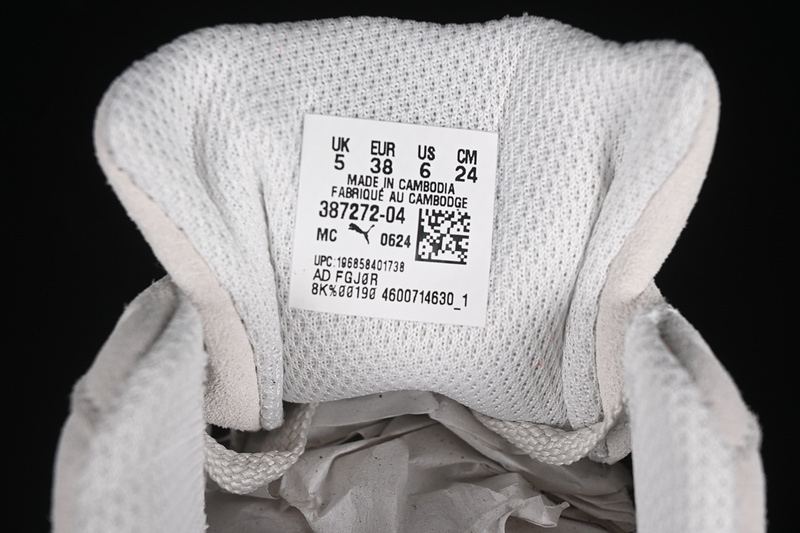 UK EUR US CM
5 38 6 24
MADE IN CAMBODIA
FABRIQUÉ AU CAMBODGE
387272-04
MC 0624
UPC:196858401738
AD FGJ0R
8K%00190 4600714630_1